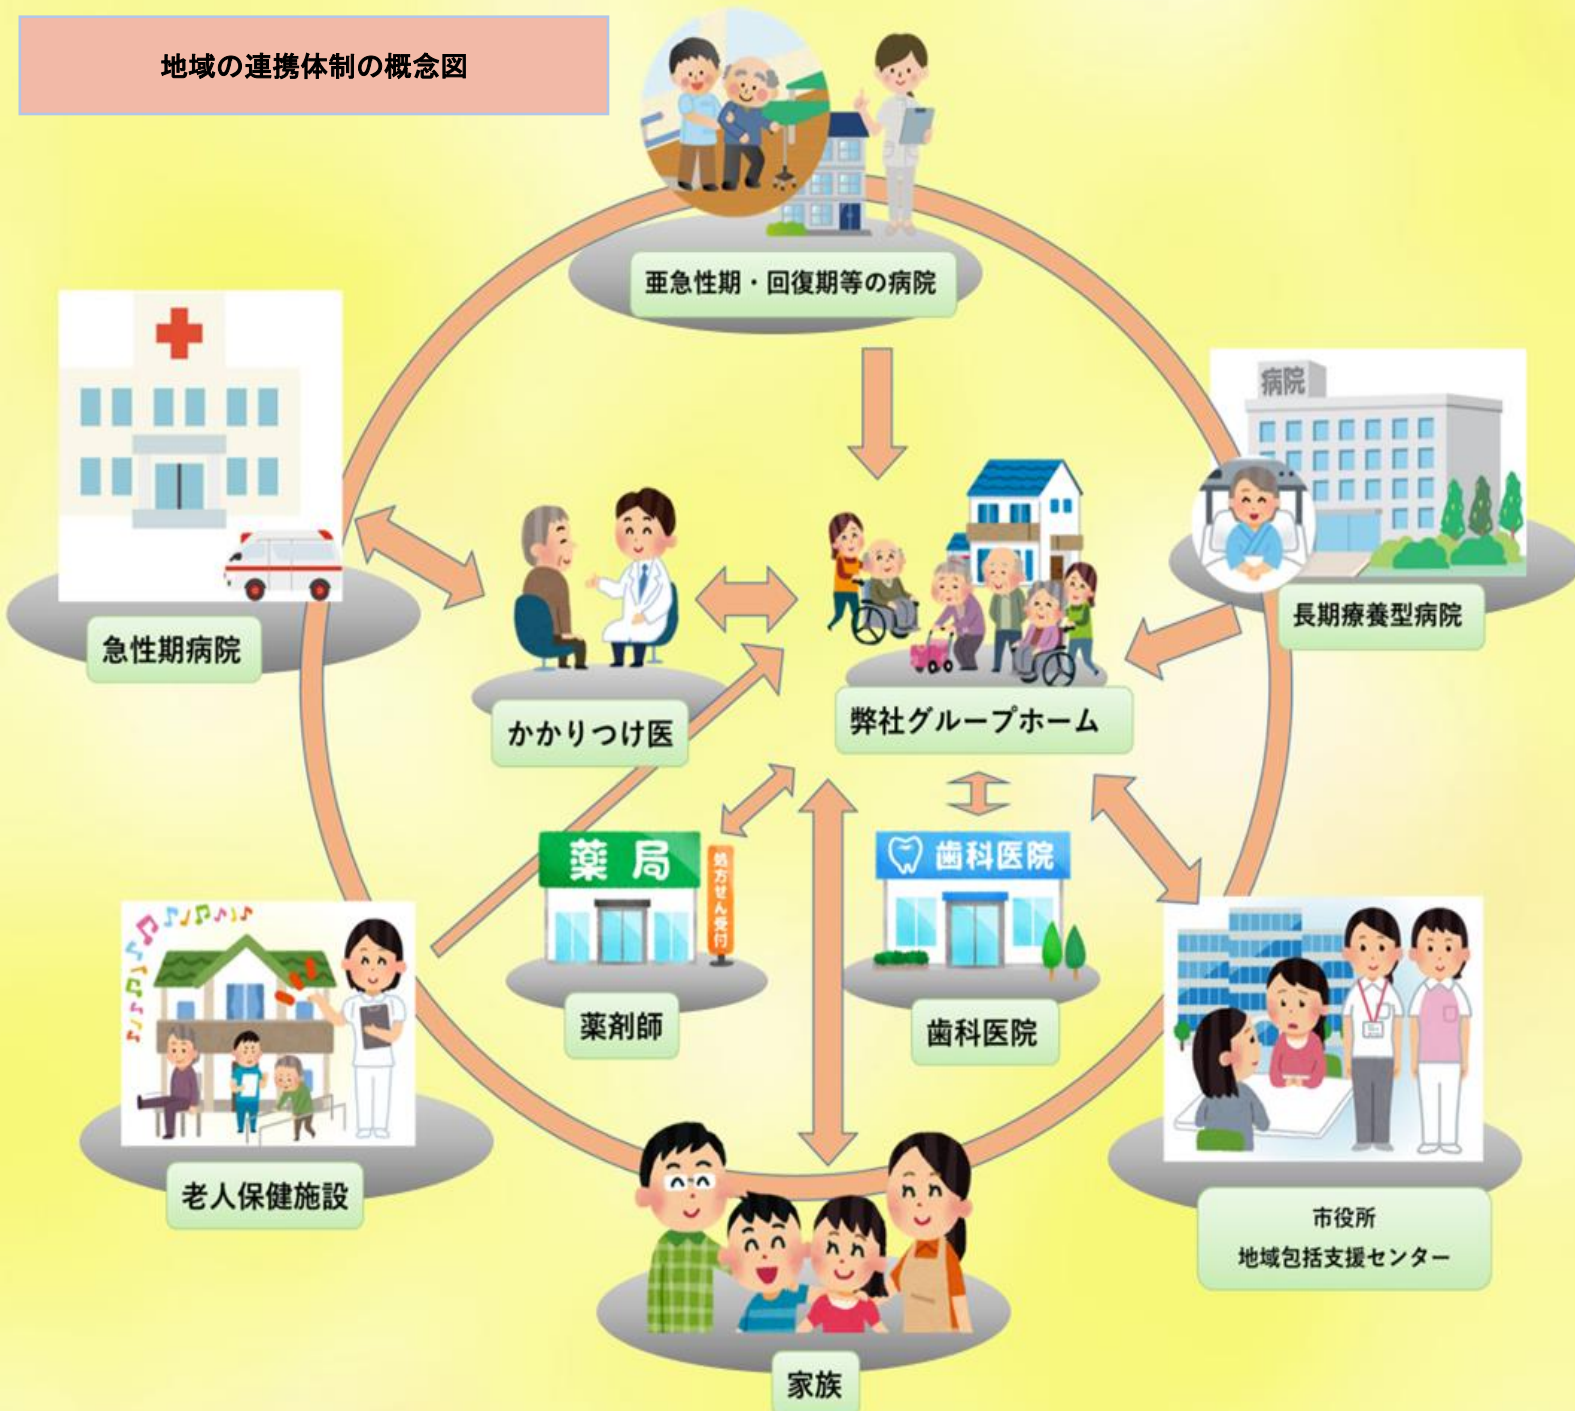 地域の連携体制の概念図
亜急性期・回復期等の病院
病院
長期療養型病院
急性期病院
かかりつけ医
弊社グループホーム
薬局
処方せん受付
薬剤師
歯科医院
歯科医院
老人保健施設
市役所
地域包括支援センター
家族